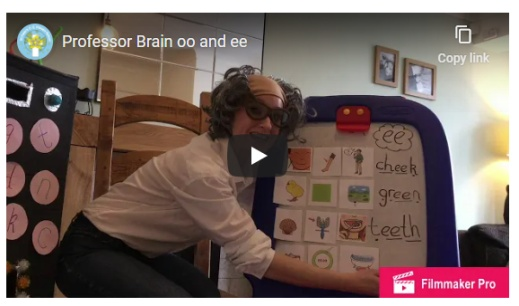 Professor Brain oo and ee
Copy link
ee
cheek
green
teeth
Filmmaker Pro